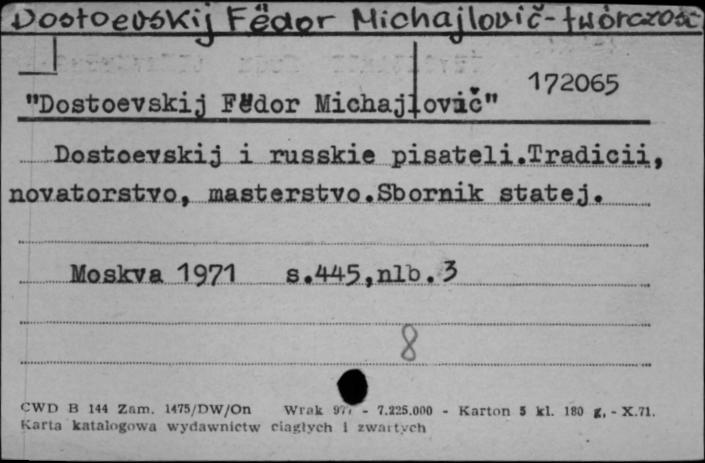 Dostoevskij Fëdor Michajlovič-twórczość
172065
"Dostoevskij Fëdor Michajlovič"
Dostoevskij i russkie pisateli.Tradicii,
novatorstvo, masterstvo.Sbornik statej.
Moskva 1971 s.445,nlb.3
8
CWD B 144 Zam. 1475/DW/On Wrak - 7.225.000 - Karton 5 kl. 180 g, - X.71.
Karta katalogowa wydawnictw ciągłych i zwartych